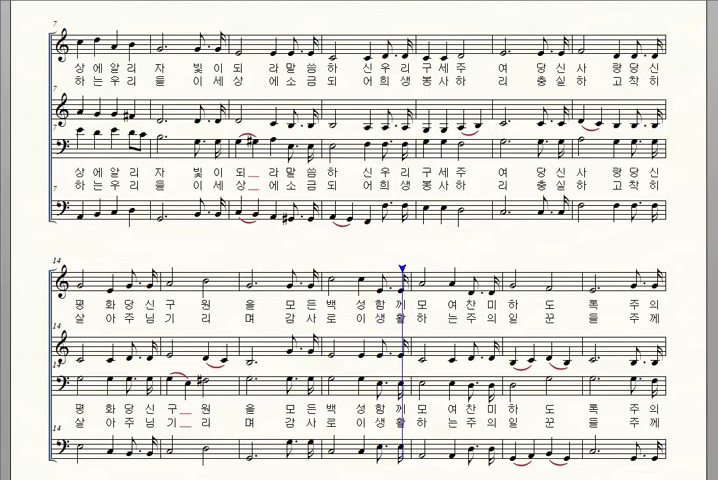 7
상 에 알 리 자 빛 이 되 라 말 씀 하 신 우 리 구 세 주 여 당 신 사 랑 당 신
하 는 우 리 들 이 세 상 에 소 금 되 어 희 생 봉 사 하 리 충 실 하 고 착 히
7
7
상 에 알 리 자 빛 이 되 __ 라 말 씀 하 신 우 리 구 세 주 여 당 신 사 랑 당 신
하 는 우 리 들 이 세 상 __ 에 소 금 되 어 희 생 봉 사 하 리 충 실 하 고 착 히
7
14
평 화 당 신 구 원 을 모 든 백 성 함 께 모 여 찬 미 하 도 록 주 의
살 아 주 님 기 리 며 감 사 로 이 생 활 하 는 주 의 일 꾼 들 주 께
14
14
평 화 당 신 구 __ 원 을 모 든 백 성 함 께 모 여 찬 미 하 도 록 주 의
살 아 주 님 기 __ 리 며 감 사 로 이 생 활 하 는 주 의 일 꾼 들 주 께
14